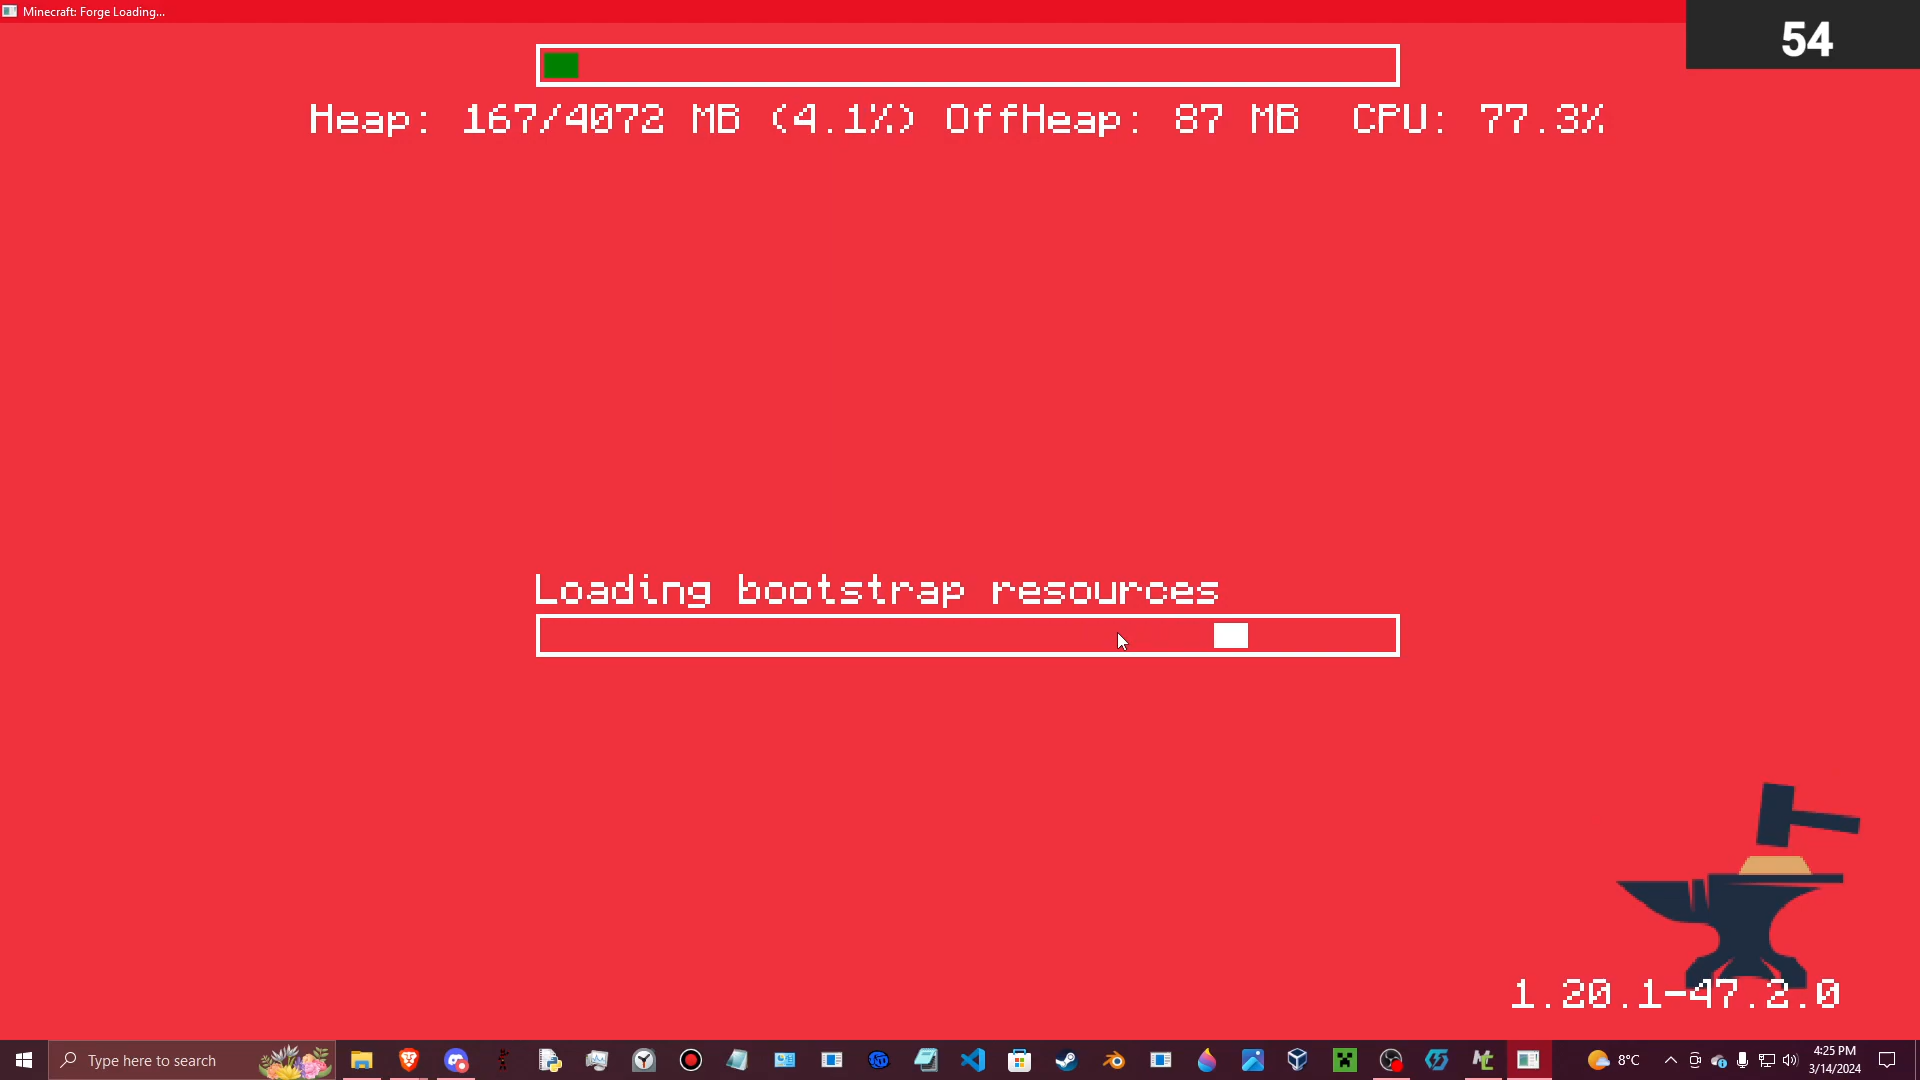 Minecraft: Forge Loading...
54
Heap: 167/4072 MB (4.1%) OffHeap: 87 MB CPU: 77.3%
Loading bootstrap resources
1.20.1-47.2.0
Type here to search
8°C
4:25 PM
3/14/2024